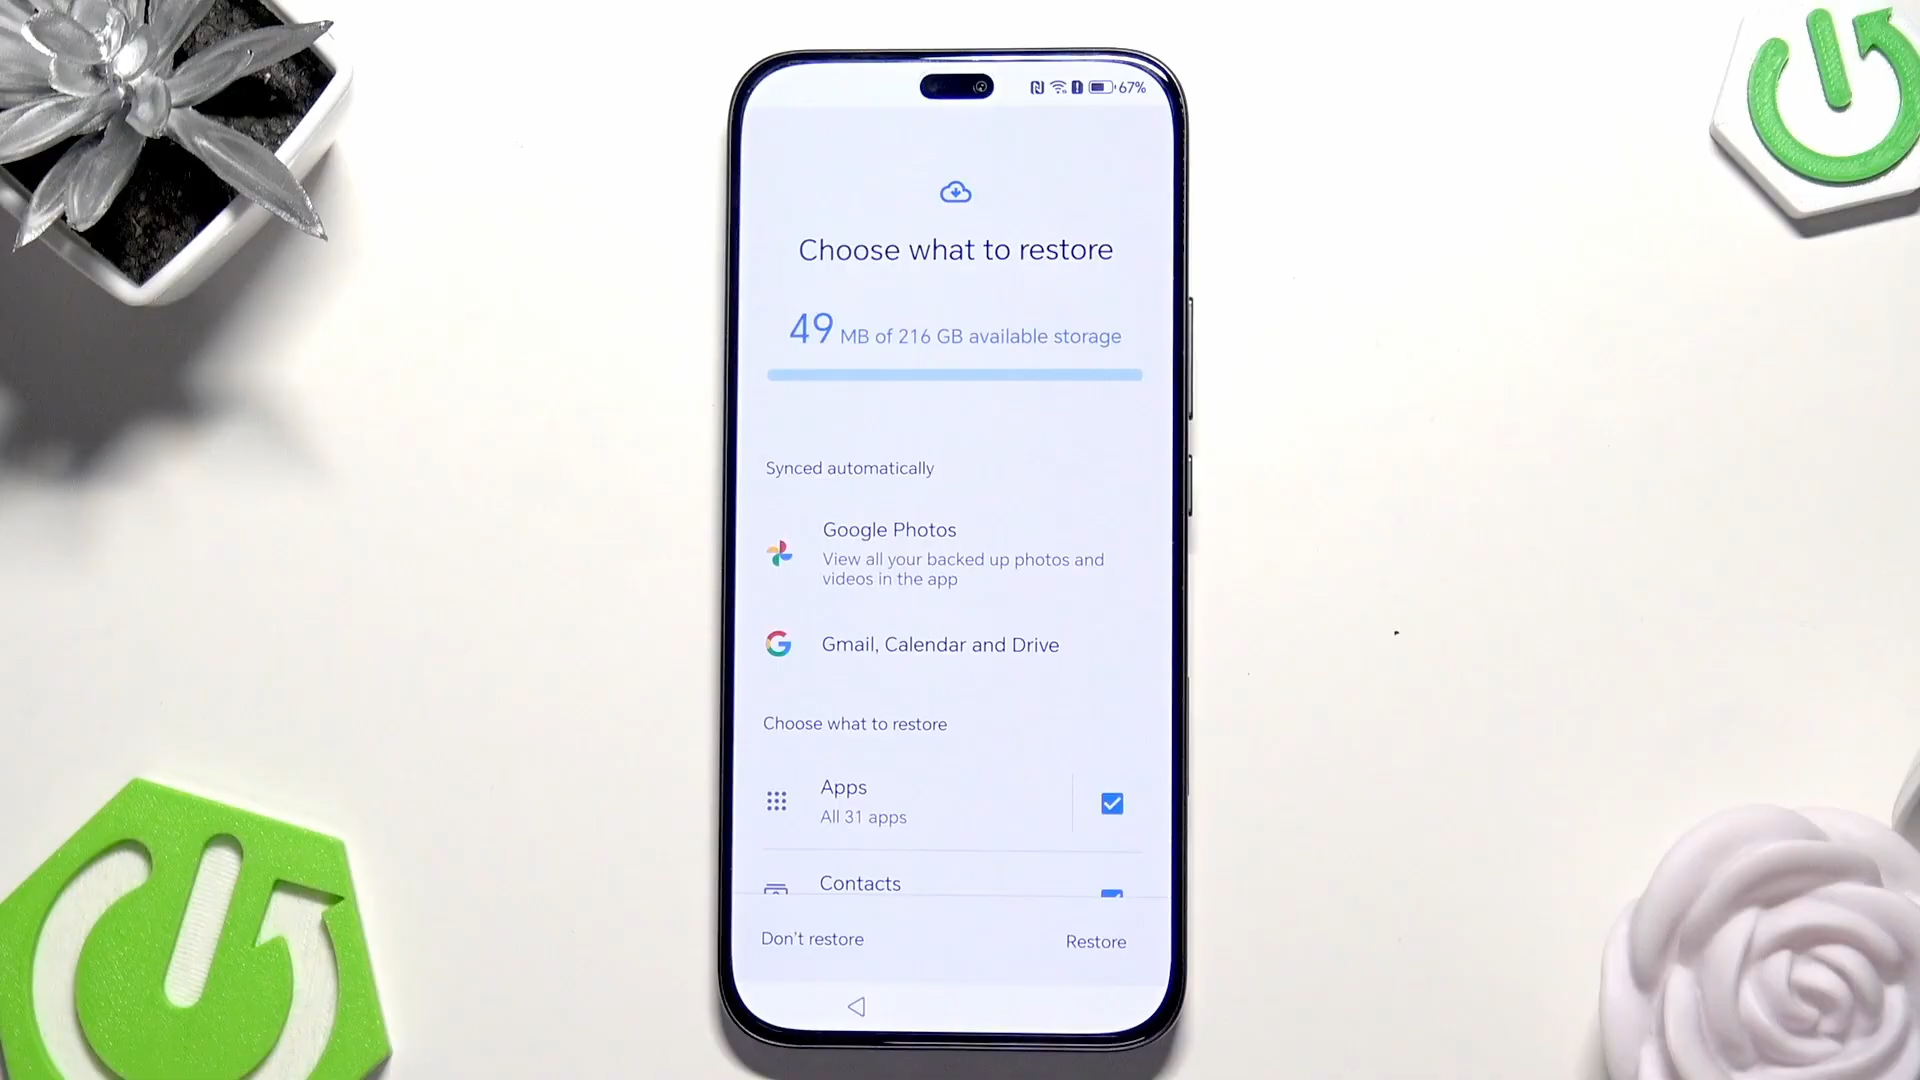 67%
Choose what to restore
49 MB of 216 GB available storage
Synced automatically
Google Photos
View all your backed up photos and
videos in the app
Gmail, Calendar and Drive
Choose what to restore
Apps
All 31 apps
Contacts
Don't restore
Restore